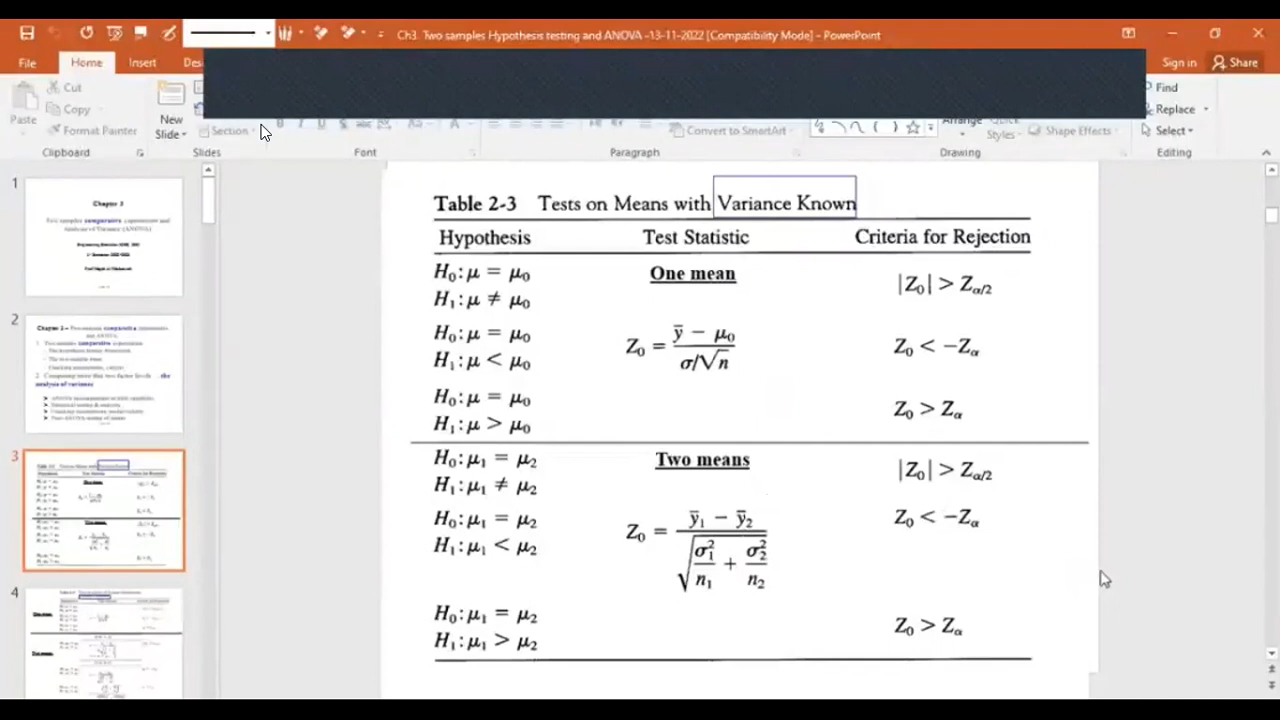 Ch3. Two samples Hypothesis testing and ANOVA -13-11-2022 [Compatibility Mode] - PowerPoint
File Home Insert Des Sign in Share
Cut
Copy
Format Painter
Paste
Clipboard
New
Slide
Section
Slides
Font
Paragraph
Convert to SmartArt
Arrange
Quick
Styles
Shape Effects
Drawing
Find
Replace
Select
Editing
1
Chapter 3
2
3
4
Table 2-3 Tests on Means with Variance Known
Hypothesis Test Statistic Criteria for Rejection
H₀: μ = μ₀ One mean |Z₀| > Z_{α/2}
H₁: μ ≠ μ₀
H₀: μ = μ₀ Z₀ = (ȳ − μ₀) / (σ/√n) Z₀ < −Z_α
H₁: μ < μ₀
H₀: μ = μ₀ Z₀ > Z_α
H₁: μ > μ₀
H₀: μ₁ = μ₂ Two means |Z₀| > Z_{α/2}
H₁: μ₁ ≠ μ₂
H₀: μ₁ = μ₂ Z₀ = (ȳ₁ − ȳ₂) / √(σ₁²/n₁ + σ₂²/n₂) Z₀ < −Z_α
H₁: μ₁ < μ₂
H₀: μ₁ = μ₂ Z₀ > Z_α
H₁: μ₁ > μ₂